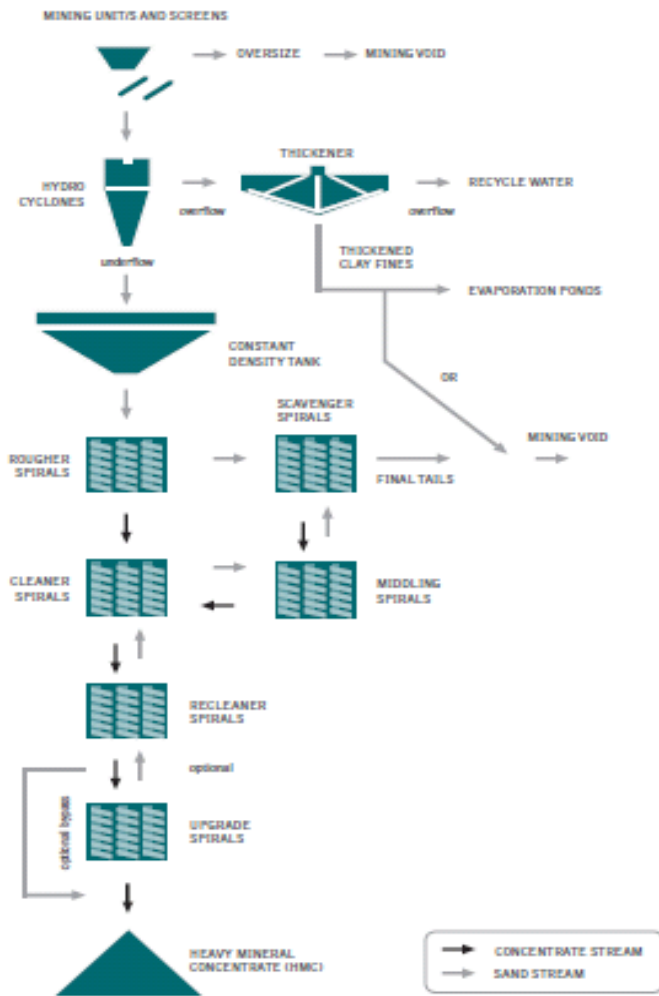 MINING UNIT/S AND SCREENS
OVERSIZE
MINING VOID
THICKENER
HYDRO
CYCLONES
overflow
overflow
RECYCLE WATER
underflow
THICKENED
CLAY FINES
EVAPORATION PONDS
CONSTANT
DENSITY TANK
OR
SCAVENGER
SPIRALS
MINING VOID
ROUGHER
SPIRALS
FINAL TAILS
CLEANER
SPIRALS
MIDDLING
SPIRALS
RECLEANER
SPIRALS
optional
optional bypass
UPGRADE
SPIRALS
HEAVY MINERAL
CONCENTRATE (HMC)
CONCENTRATE STREAM
SAND STREAM